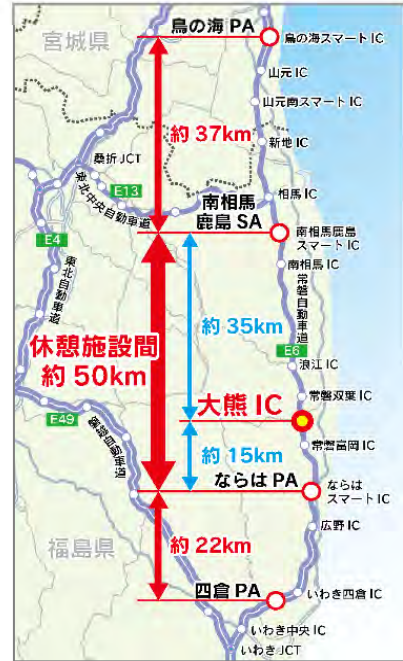 宮城県
鳥の海 PA
鳥の海スマート IC
山元 IC
山元南スマート IC
約 37km
新地 IC
桑折 JCT
E13
東北中央自動車道
相馬 IC
南相馬
鹿島 SA
南相馬鹿島
スマート IC
E4
東北自動車道
南相馬 IC
常磐自動車道
約 35km
休憩施設間
約 50km
E6
浪江 IC
常磐双葉 IC
大熊 IC
E49
磐越自動車道
常磐富岡 IC
約 15km
ならは PA
ならは
スマート IC
広野 IC
福島県
約 22km
四倉 PA
いわき四倉 IC
いわき中央 IC
いわき JCT